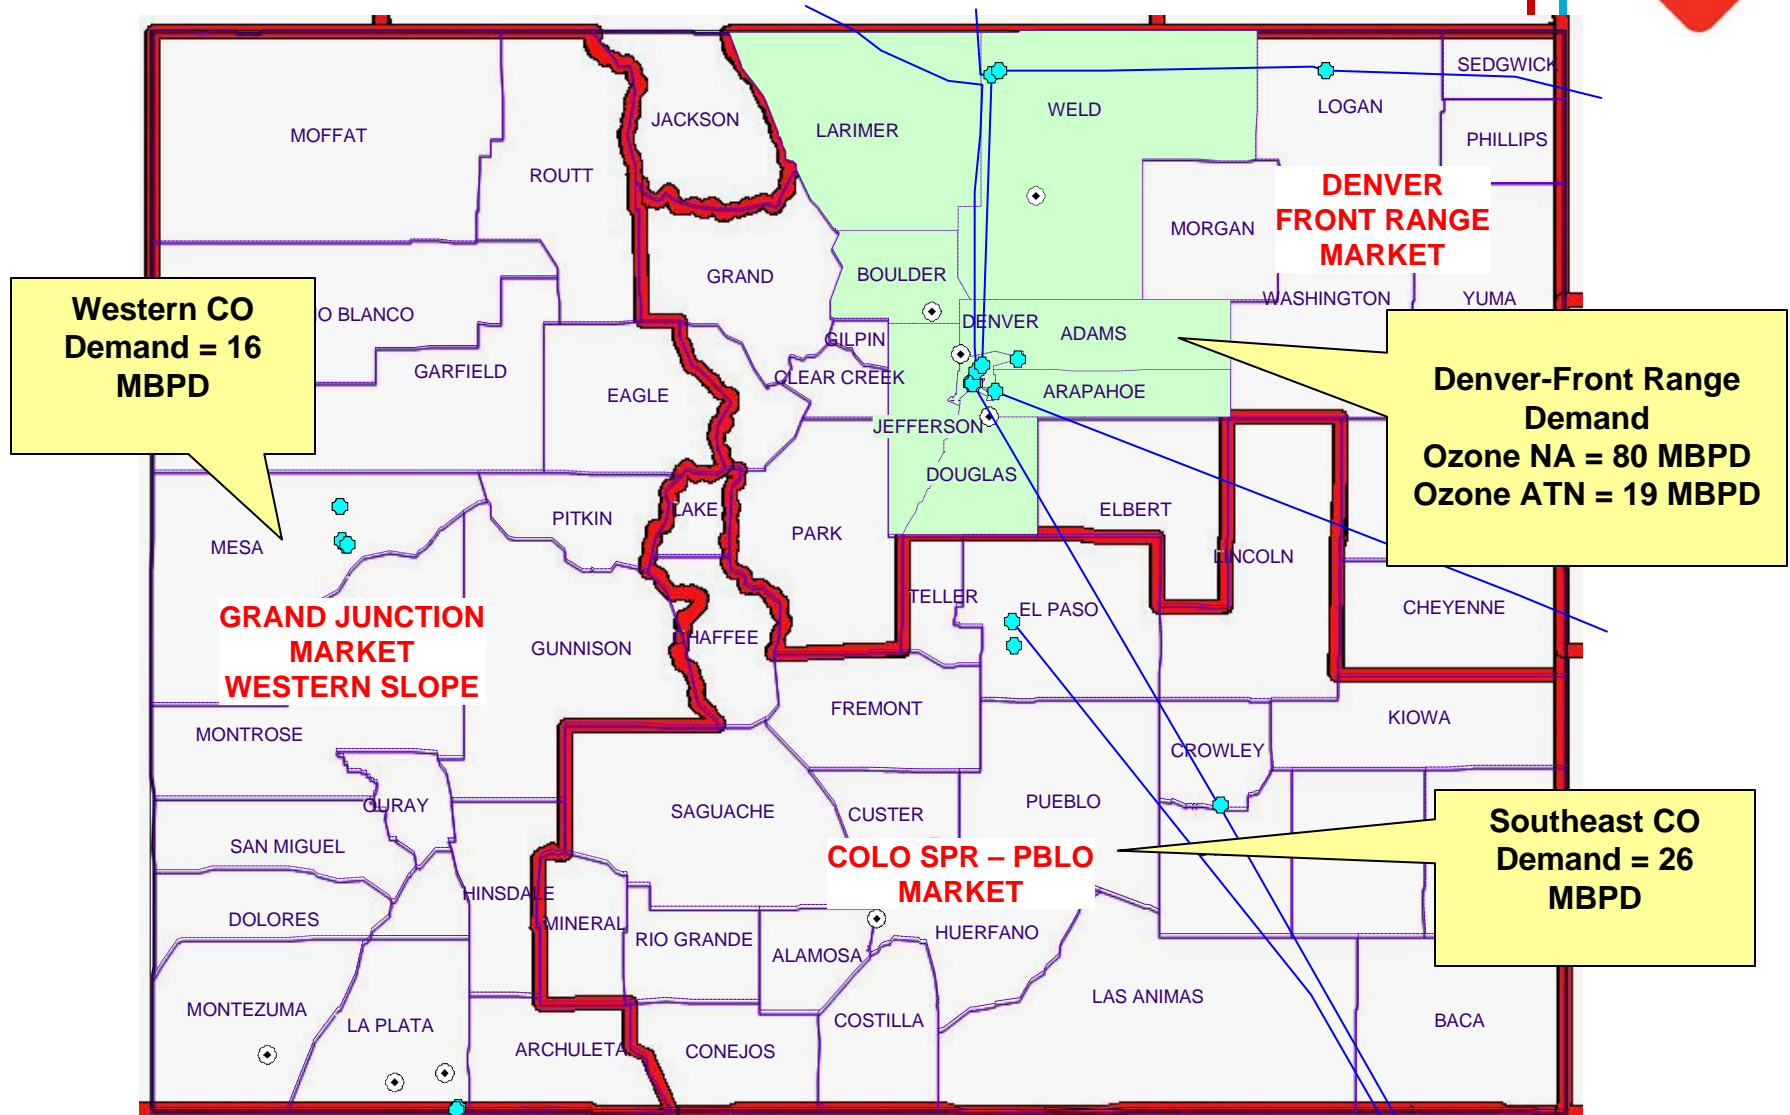 SEDGWICK
LOGAN
WELD
JACKSON
LARIMER
MOFFAT
PHILLIPS
ROUTT
DENVER
FRONT RANGE
MARKET
MORGAN
GRAND
BOULDER
WASHINGTON
YUMA
Western CO
Demand = 16
MBPD
O BLANCO
DENVER
ADAMS
GILPIN
GARFIELD
CLEAR CREEK
EAGLE
ARAPAHOE
Denver-Front Range
Demand
Ozone NA = 80 MBPD
Ozone ATN = 19 MBPD
JEFFERSON
DOUGLAS
LAKE
ELBERT
PITKIN
PARK
MESA
LINCOLN
TELLER
EL PASO
CHEYENNE
GRAND JUNCTION
MARKET
WESTERN SLOPE
GUNNISON
CHAFFEE
FREMONT
KIOWA
MONTROSE
CROWLEY
OURAY
SAGUACHE
CUSTER
PUEBLO
Southeast CO
Demand = 26
MBPD
SAN MIGUEL
COLO SPR – PBLO
MARKET
HINSDALE
DOLORES
MINERAL
RIO GRANDE
ALAMOSA
HUERFANO
LAS ANIMAS
MONTEZUMA
LA PLATA
COSTILLA
BACA
ARCHULETA
CONEJOS